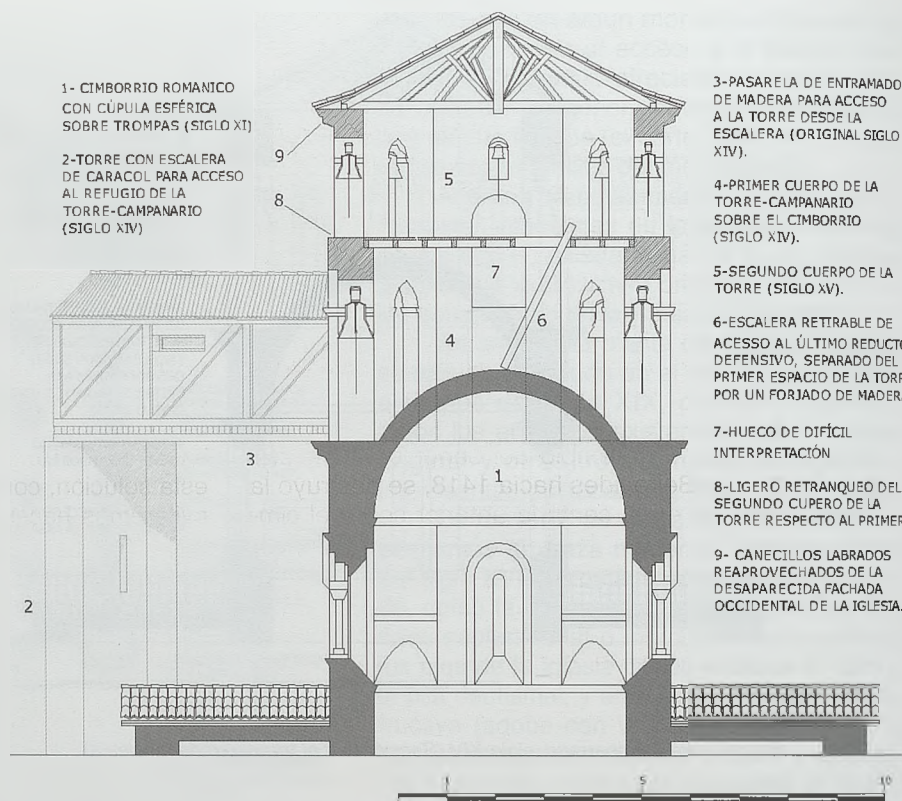 1- CIMBORRIO ROMANICO
CON CÚPULA ESFÉRICA
SOBRE TROMPAS (SIGLO XI)
2-TORRE CON ESCALERA
DE CARACOL PARA ACCESO
AL REFUGIO DE LA
TORRE-CAMPANARIO
(SIGLO XIV)
9
8
5
7
4
6
3
1
2
3-PASARELA DE ENTRAMADO
DE MADERA PARA ACCESO
A LA TORRE DESDE LA
ESCALERA (ORIGINAL SIGLO
XIV).
4-PRIMER CUERPO DE LA
TORRE-CAMPANARIO
SOBRE EL CIMBORRIO
(SIGLO XIV).
5-SEGUNDO CUERPO DE LA
TORRE (SIGLO XV).
6-ESCALERA RETIRABLE DE
ACESSO AL ÚLTIMO REDUCTO
DEFENSIVO, SEPARADO DEL
PRIMER ESPACIO DE LA TORR
POR UN FORJADO DE MADER
7-HUECO DE DIFÍCIL
INTERPRETACIÓN
8-LIGERO RETRANQUEO DEL
SEGUNDO CUPERO DE LA
TORRE RESPECTO AL PRIMER
9- CANECILLOS LABRADOS
REAPROVECHADOS DE LA
DESAPARECIDA FACHADA
OCCIDENTAL DE LA IGLESIA.
1 5 10